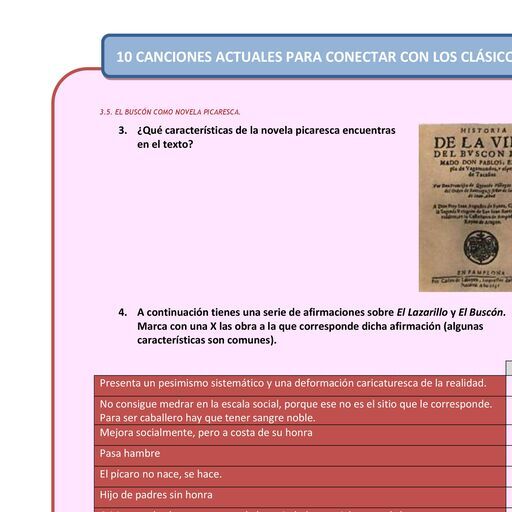 10 CANCIONES ACTUALES PARA CONECTAR CON LOS CLÁSICO
3.5. EL BUSCÓN COMO NOVELA PICARESCA.
3. ¿Qué características de la novela picaresca encuentras
en el texto?
HISTORIA
DE LA VI
DEL BVSCON
MADO DON PABLOS,
de Tacaños
EN PAMPLONA
4. A continuación tienes una serie de afirmaciones sobre El Lazarillo y El Buscón.
Marca con una X las obra a la que corresponde dicha afirmación (algunas
características son comunes).
Presenta un pesimismo sistemático y una deformación caricaturesca de la realidad.
No consigue medrar en la escala social, porque ese no es el sitio que le corresponde.
Para ser caballero hay que tener sangre noble.
Mejora socialmente, pero a costa de su honra
Pasa hambre
El pícaro no nace, se hace.
Hijo de padres sin honra